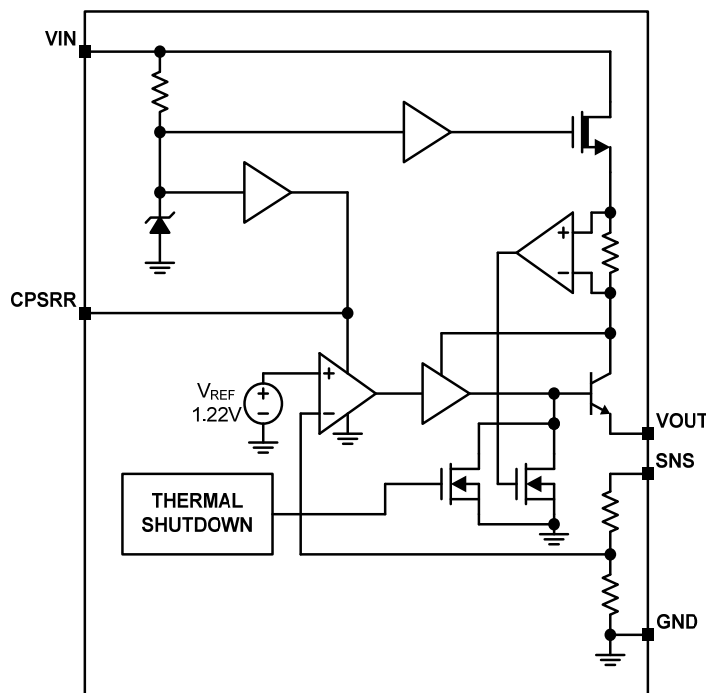 VIN
CPSRR
+
−
+
−
VREF
1.22V
+
−
VOUT
SNS
THERMAL
SHUTDOWN
GND